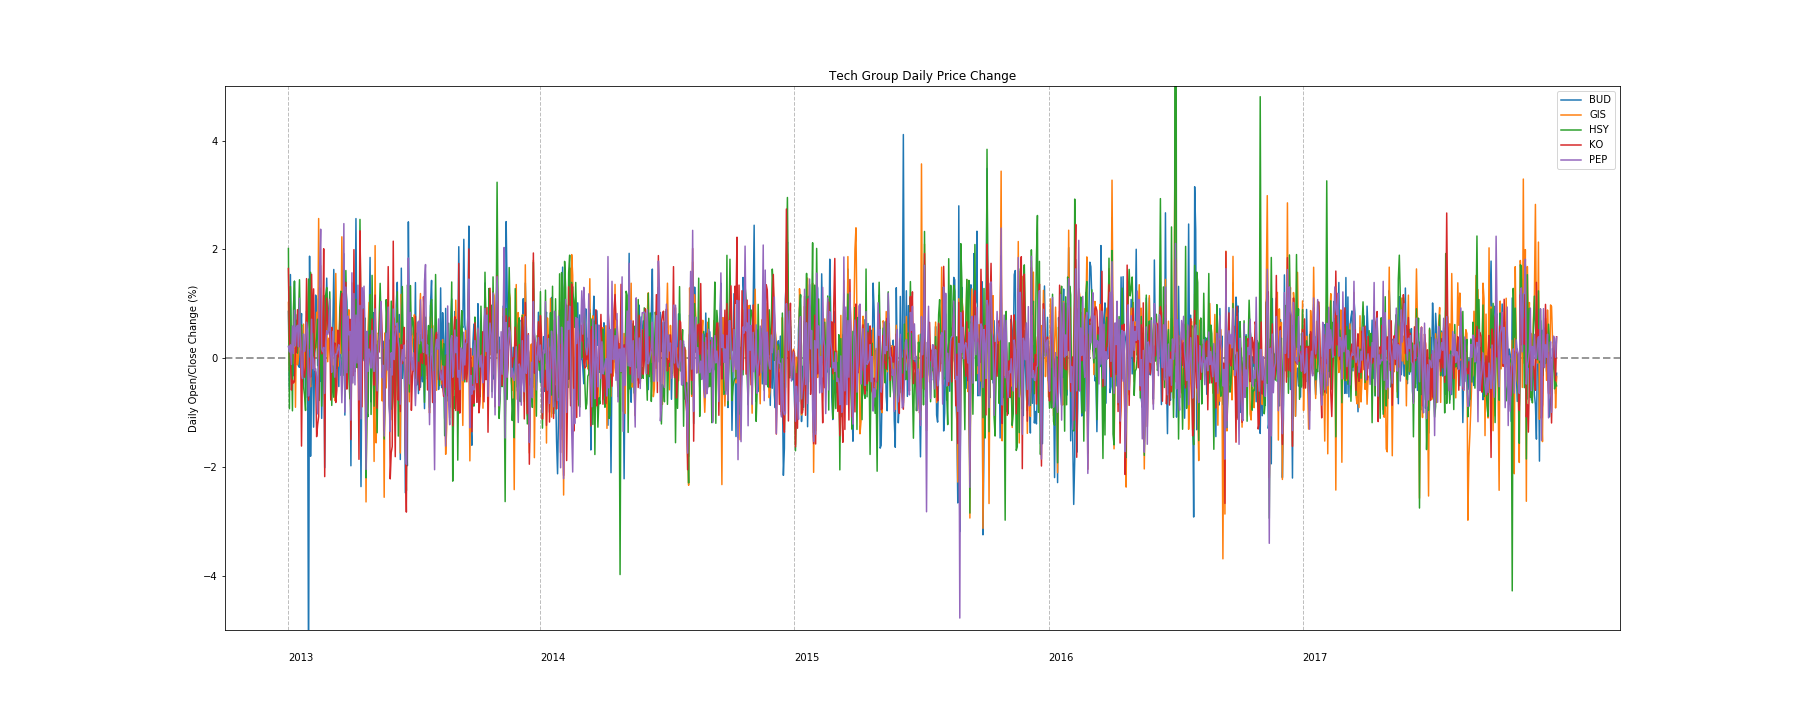 Tech Group Daily Price Change
BUD
GIS
HSY
KO
PEP
Daily Open/Close Change (%)
4
2
0
−2
−4
2013
2014
2015
2016
2017